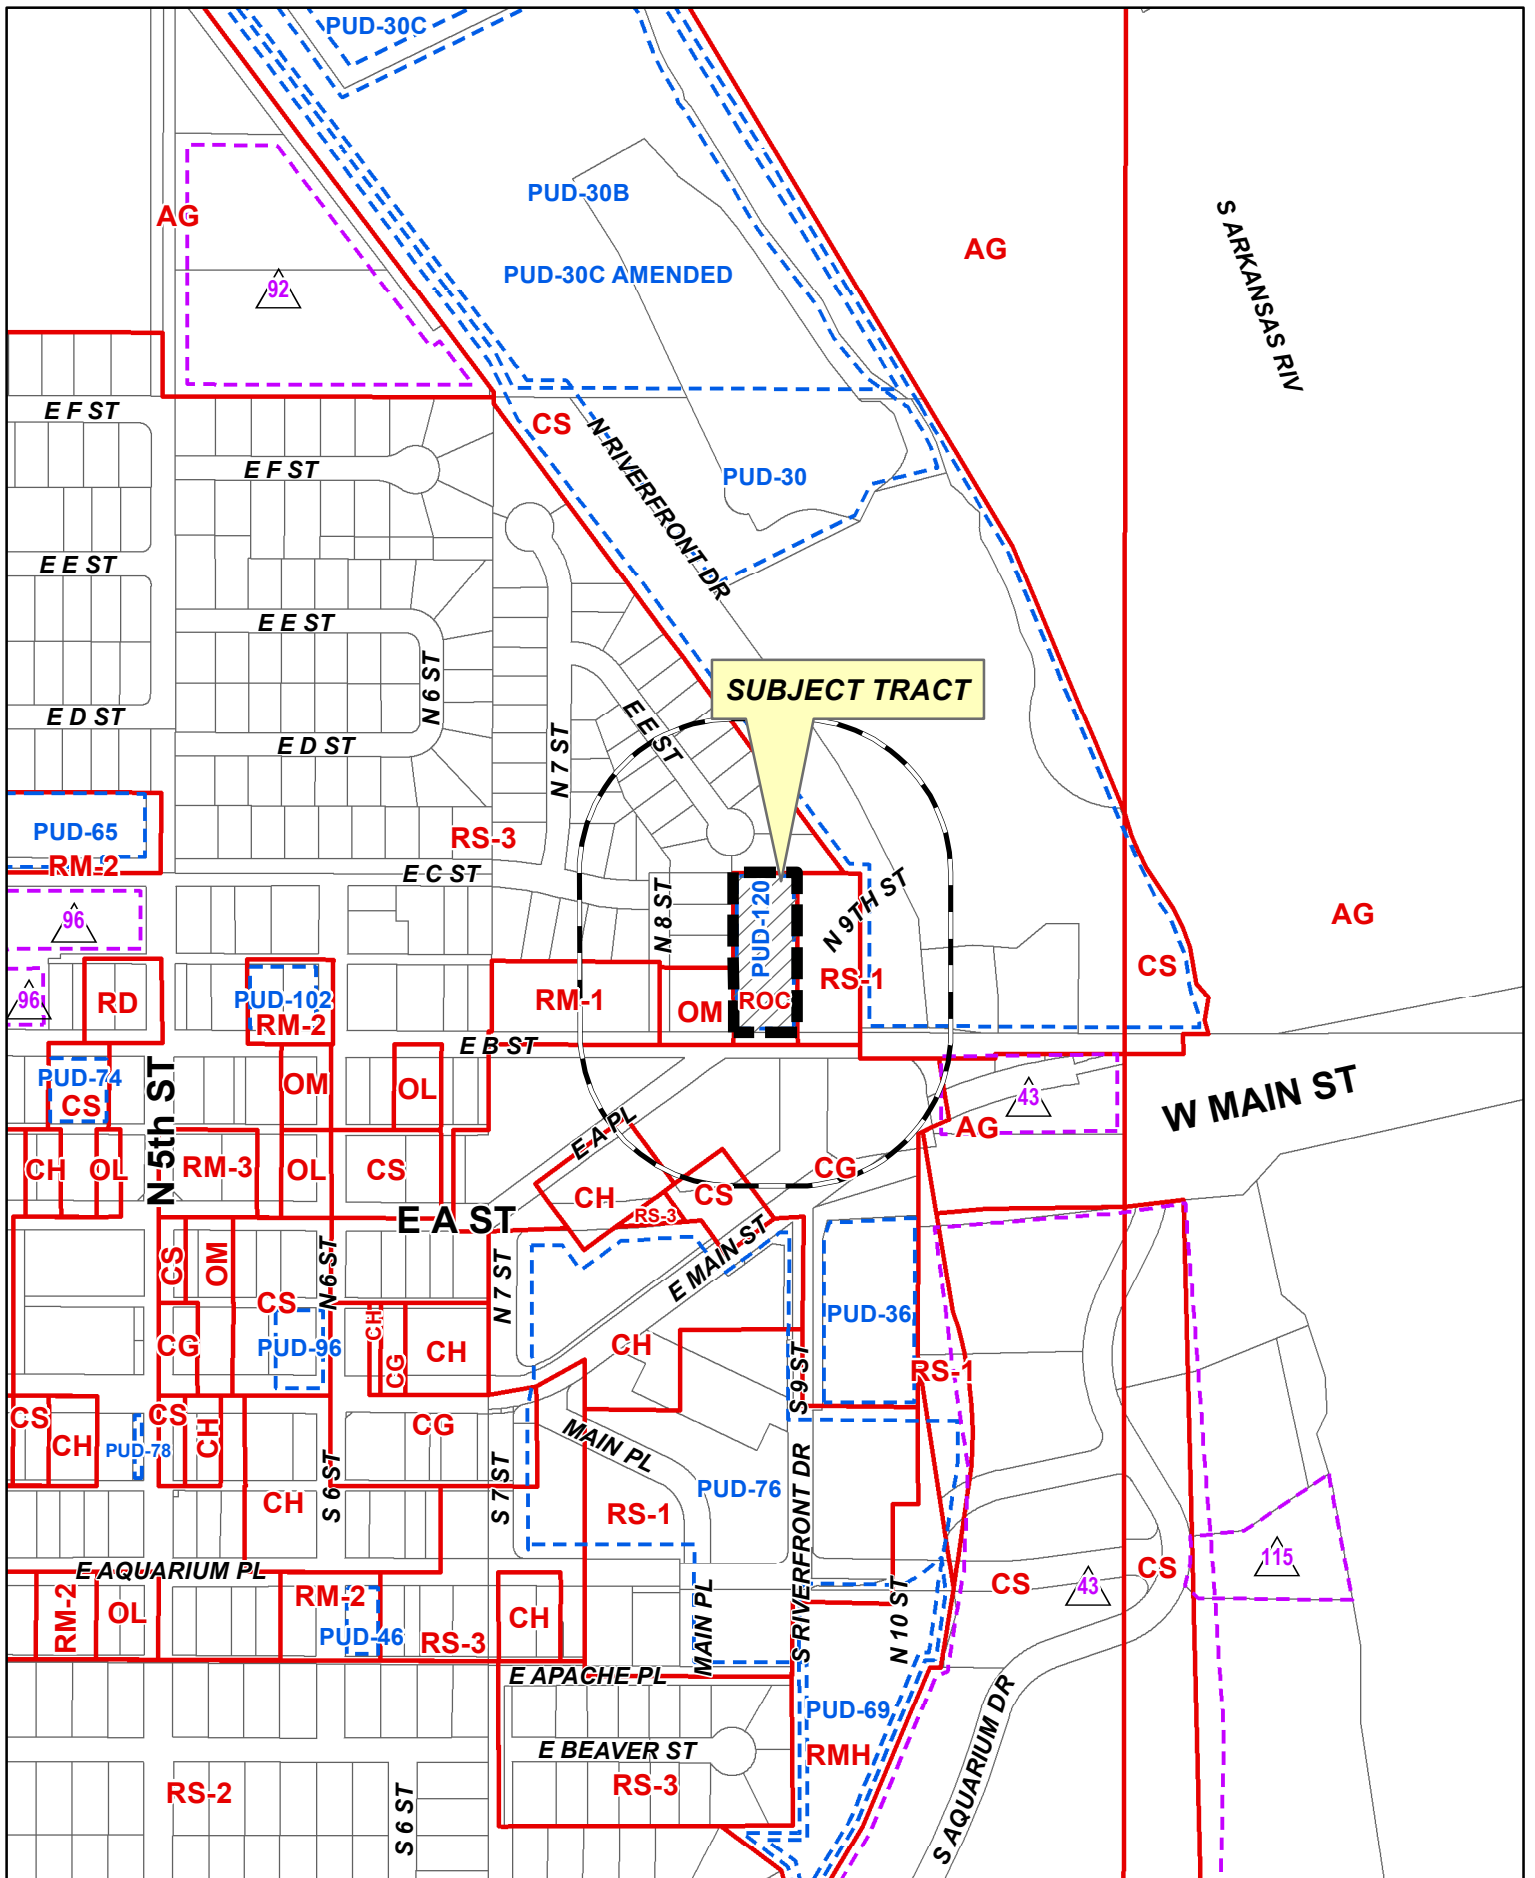 PUD-30C
PUD-30B
AG
AG
PUD-30C AMENDED
92
S ARKANSAS RIV
E F ST
CS
N RIVERFRONT DR
E F ST
PUD-30
E E ST
E E ST
N 6 ST
SUBJECT TRACT
E D ST
E D ST
E E ST
N 7 ST
PUD-65
RS-3
RM-2
E C ST
N 8 ST
PUD-120
N 9TH ST
96
AG
CS
RS-1
96
RD
PUD-102
RM-2
RM-1
OM
ROC
E B ST
PUD-74
CS
N 5th ST
OM
OL
43
W MAIN ST
AG
E A PL
CH
OL
RM-3
OL
CS
CG
CH
CS
RS-3
E A ST
CS
OM
N 6 ST
N 7 ST
E MAIN ST
CS
CG
PUD-96
CH
CG
CH
CH
PUD-36
S 9 ST
RS-1
CS
CH
PUD-78
CS
CH
CG
MAIN PL
CH
S 6 ST
S 7 ST
RS-1
PUD-76
S RIVERFRONT DR
E AQUARIUM PL
RM-2
OL
RM-2
PUD-46
RS-3
CH
MAIN PL
N 10 ST
CS
43
CS
115
E APACHE PL
PUD-69
RMH
E BEAVER ST
RS-3
RS-2
S 6 ST
S AQUARIUM DR